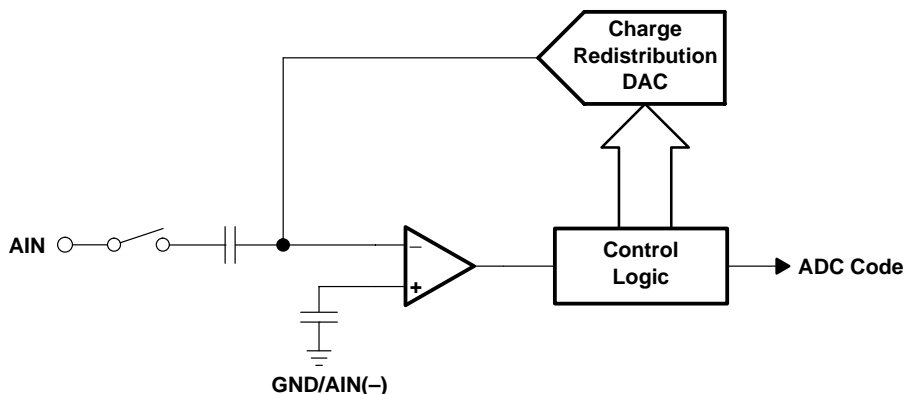 Charge
Redistribution
DAC
AIN
−
+
Control
Logic
ADC Code
GND/AIN(−)